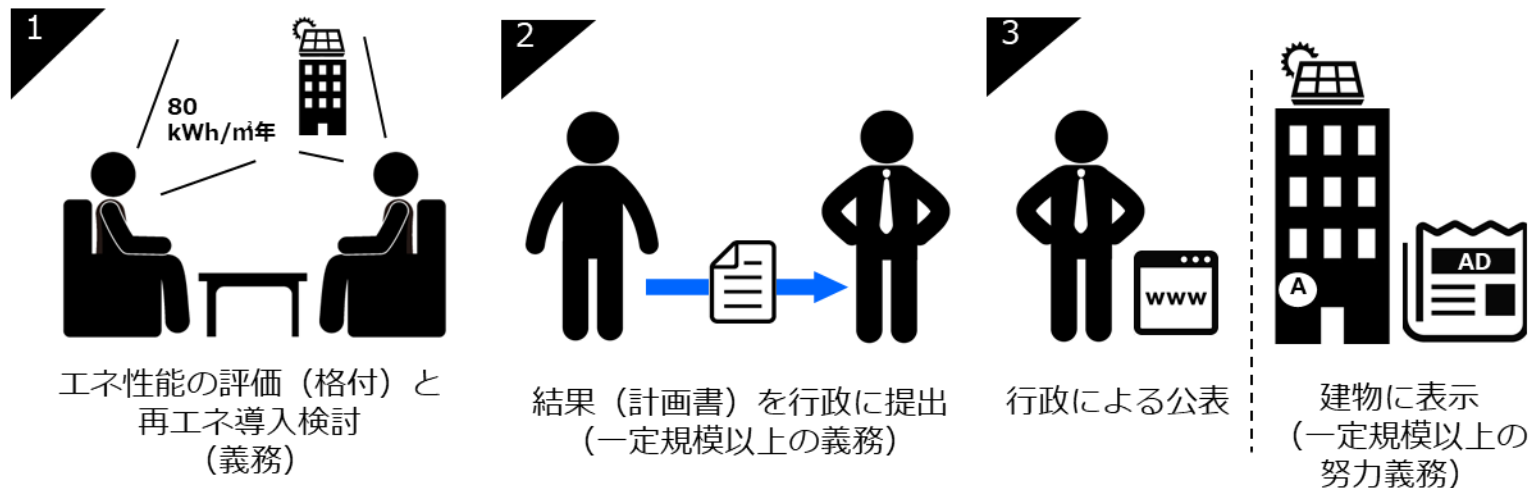 1
80
kWh/㎡年
エネ性能の評価（格付）と
再エネ導入検討
（義務）
2
結果（計画書）を行政に提出
（一定規模以上の義務）
3
www
行政による公表
A
AD
建物に表示
（一定規模以上の
努力義務）